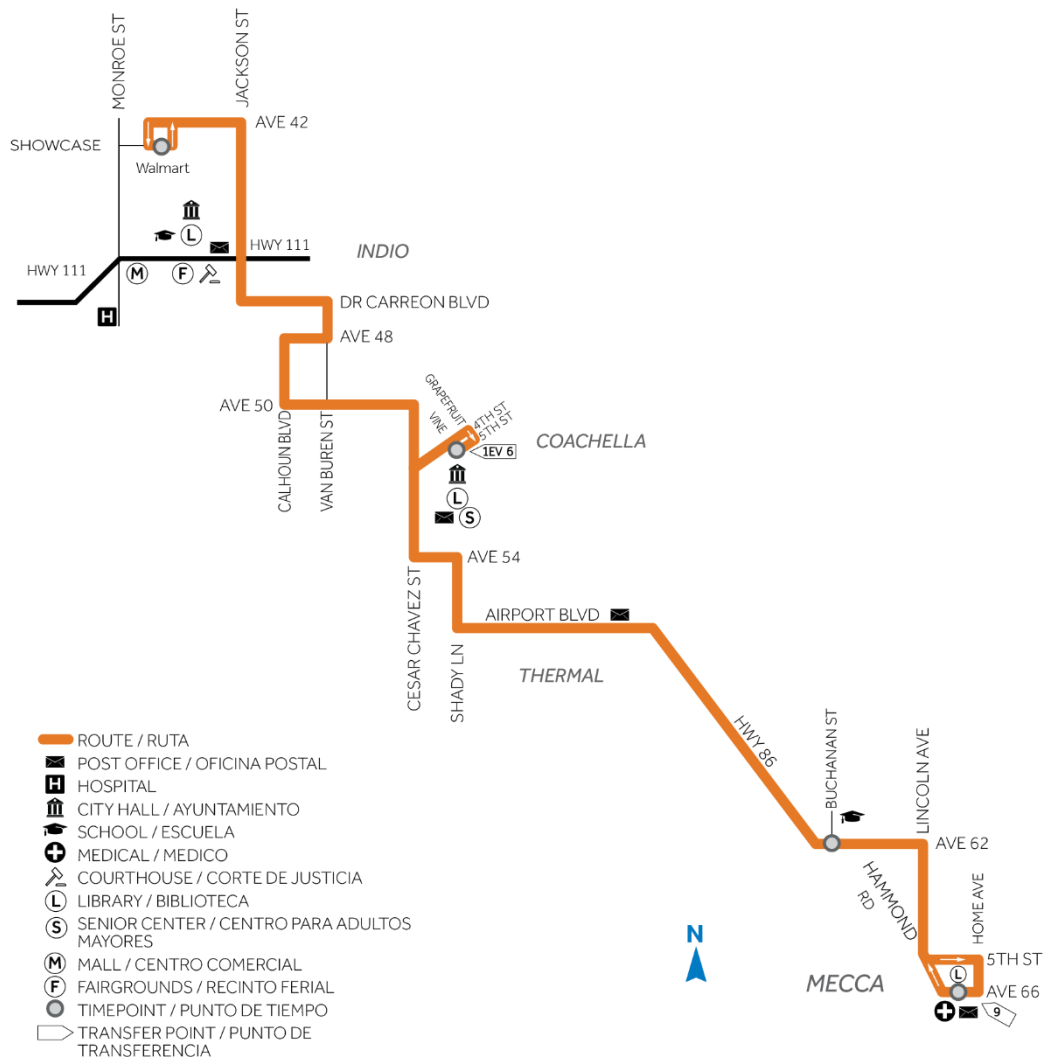 MONROE ST
JACKSON ST
AVE 42
SHOWCASE
Walmart
L
HWY 111
HWY 111
INDIO
M
F
H
DR CARREON BLVD
AVE 48
AVE 50
CALHOUN BLVD
VAN BUREN ST
GRAPEFRUIT
VINE
4TH ST
5TH ST
1EV 6
COACHELLA
L
S
AVE 54
CESAR CHAVEZ ST
SHADY LN
AIRPORT BLVD
THERMAL
HWY 86
BUCHANAN ST
LINCOLN AVE
AVE 62
HAMMOND
RD
HOME AVE
5TH ST
L
AVE 66
MECCA
9
N
ROUTE / RUTA
POST OFFICE / OFICINA POSTAL
H HOSPITAL
CITY HALL / AYUNTAMIENTO
SCHOOL / ESCUELA
MEDICAL / MEDICO
COURTHOUSE / CORTE DE JUSTICIA
L LIBRARY / BIBLIOTECA
S SENIOR CENTER / CENTRO PARA ADULTOS
MAYORES
M MALL / CENTRO COMERCIAL
F FAIRGROUNDS / RECINTO FERIAL
TIMEPOINT / PUNTO DE TIEMPO
TRANSFER POINT / PUNTO DE
TRANSFERENCIA